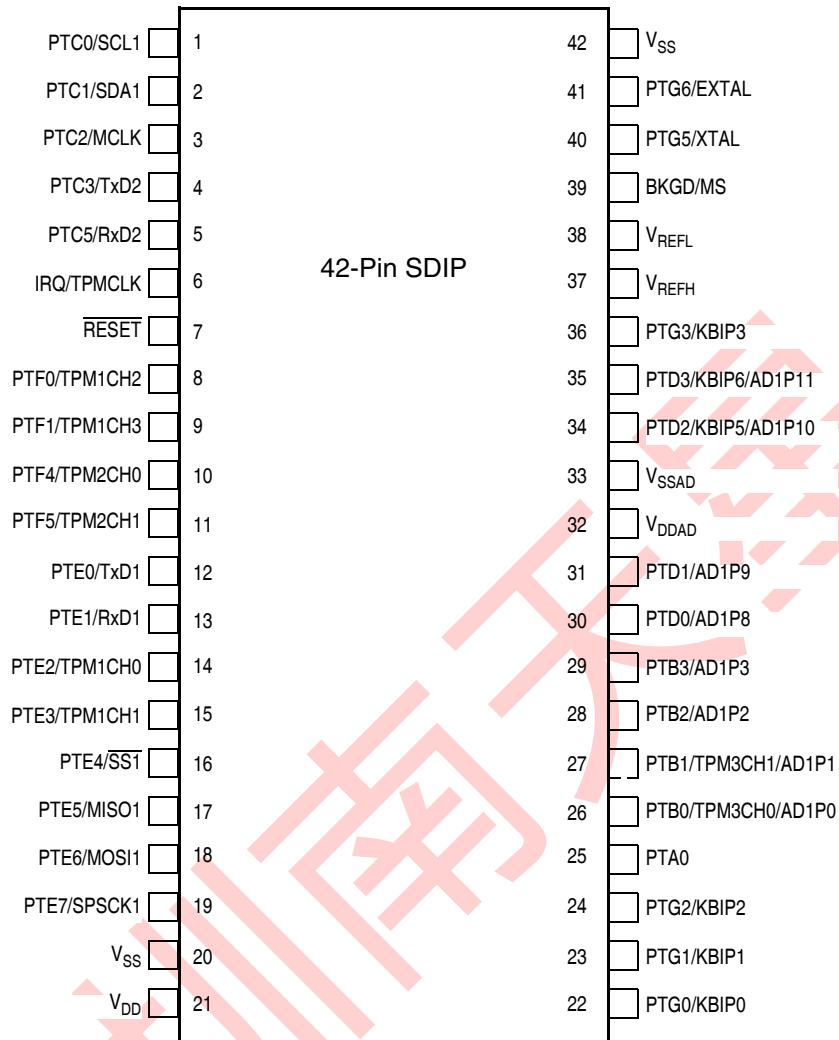 PTC0/SCL1 1
PTC1/SDA1 2
PTC2/MCLK 3
PTC3/TxD2 4
PTC5/RxD2 5
IRQ/TPMCLK 6
RESET 7
PTF0/TPM1CH2 8
PTF1/TPM1CH3 9
PTF4/TPM2CH0 10
PTF5/TPM2CH1 11
PTE0/TxD1 12
PTE1/RxD1 13
PTE2/TPM1CH0 14
PTE3/TPM1CH1 15
PTE4/SS1 16
PTE5/MISO1 17
PTE6/MOSI1 18
PTE7/SPSCK1 19
VSS 20
VDD 21
42-Pin SDIP
42 VSS
41 PTG6/EXTAL
40 PTG5/XTAL
39 BKGD/MS
38 VREFL
37 VREFH
36 PTG3/KBIP3
35 PTD3/KBIP6/AD1P11
34 PTD2/KBIP5/AD1P10
33 VSSAD
32 VDDAD
31 PTD1/AD1P9
30 PTD0/AD1P8
29 PTB3/AD1P3
28 PTB2/AD1P2
27 PTB1/TPM3CH1/AD1P1
26 PTB0/TPM3CH0/AD1P0
25 PTA0
24 PTG2/KBIP2
23 PTG1/KBIP1
22 PTG0/KBIP0
南天